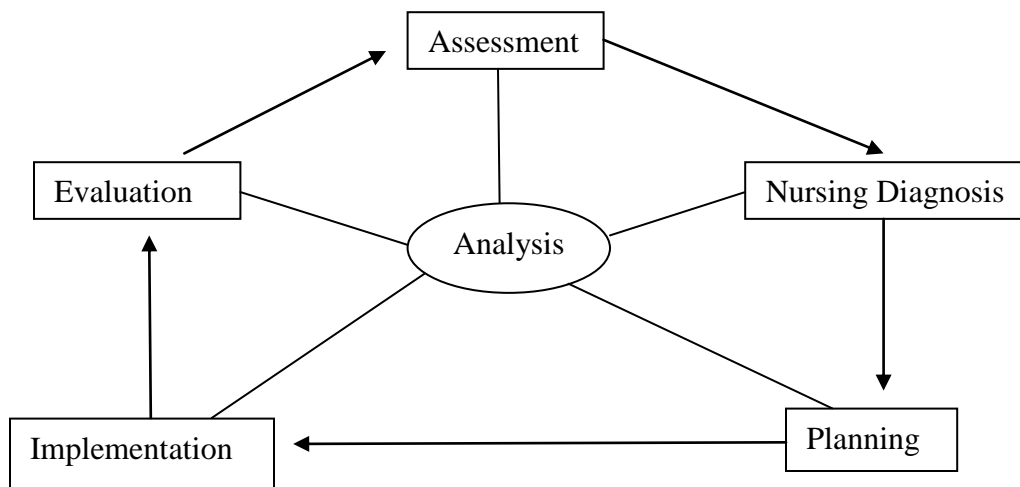 Assessment
Evaluation
Nursing Diagnosis
Analysis
Implementation
Planning